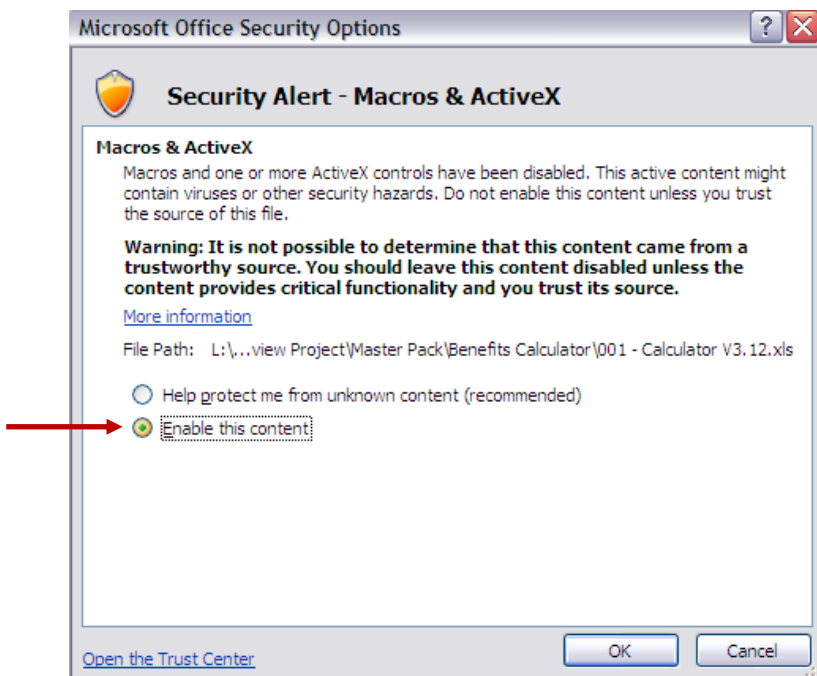 Microsoft Office Security Options
?
Security Alert - Macros & ActiveX
Macros & ActiveX
Macros and one or more ActiveX controls have been disabled. This active content might
contain viruses or other security hazards. Do not enable this content unless you trust
the source of this file.
Warning: It is not possible to determine that this content came from a
trustworthy source. You should leave this content disabled unless the
content provides critical functionality and you trust its source.
More information
File Path: L:\...view Project\Master Pack\Benefits Calculator\001 - Calculator V3.12.xls
Help protect me from unknown content (recommended)
Enable this content
Open the Trust Center
OK
Cancel